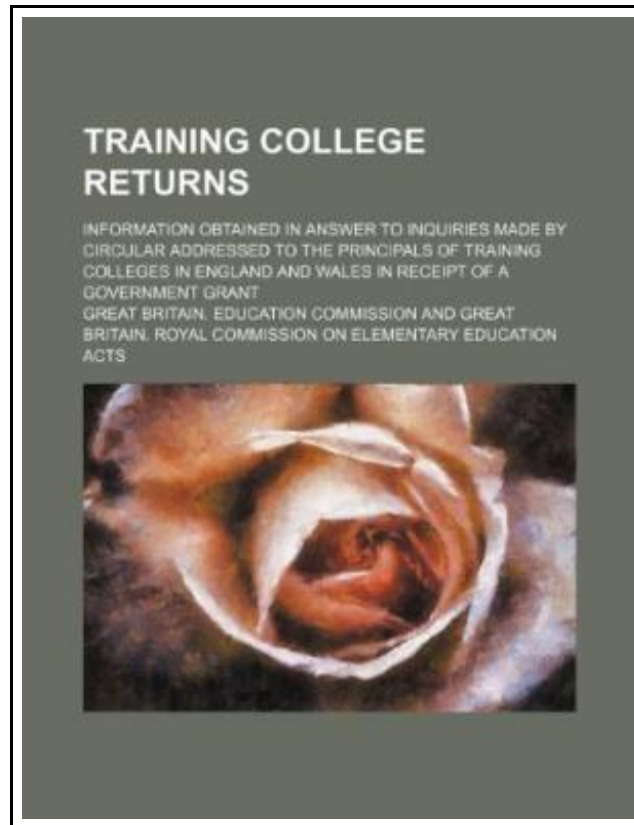 TRAINING COLLEGE
RETURNS
INFORMATION OBTAINED IN ANSWER TO INQUIRIES MADE BY
CIRCULAR ADDRESSED TO THE PRINCIPALS OF TRAINING
COLLEGES IN ENGLAND AND WALES IN RECEIPT OF A
GOVERNMENT GRANT
GREAT BRITAIN. EDUCATION COMMISSION AND GREAT
BRITAIN. ROYAL COMMISSION ON ELEMENTARY EDUCATION
ACTS